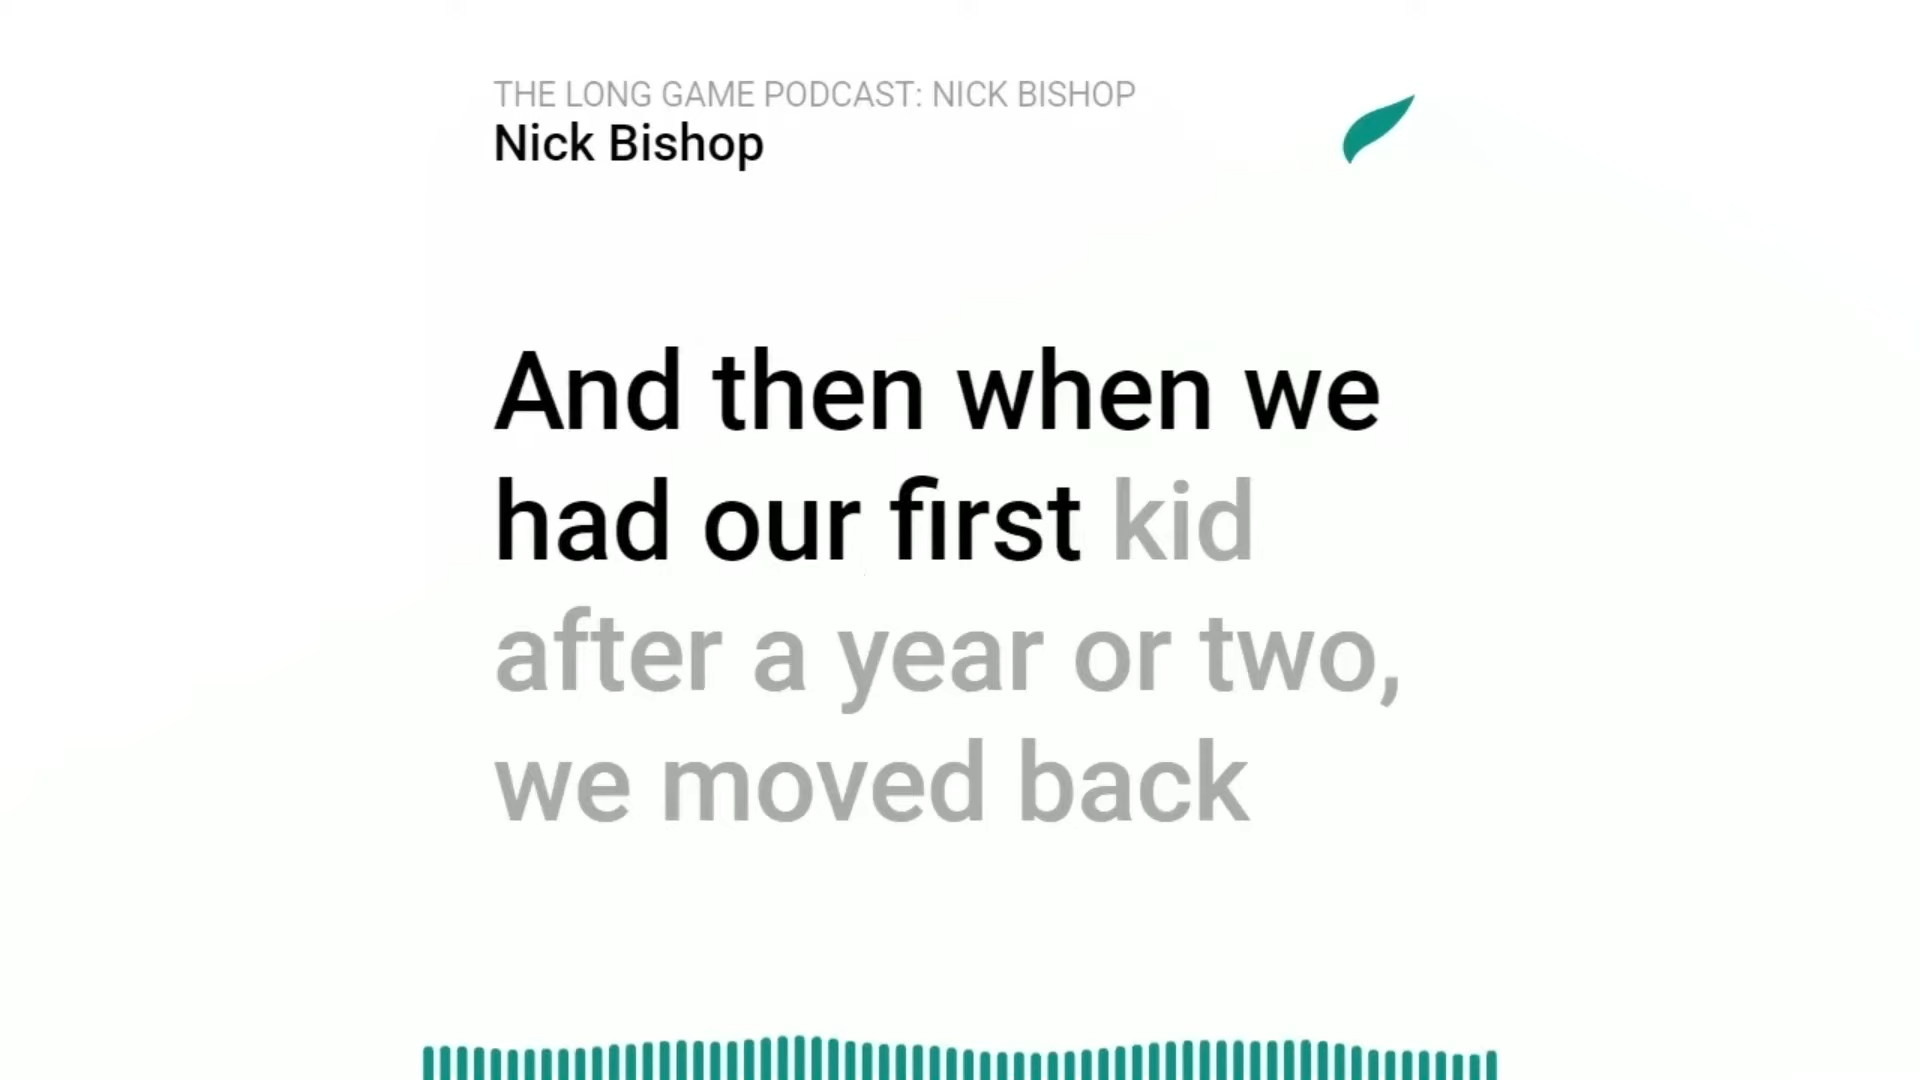 THE LONG GAME PODCAST: NICK BISHOP
Nick Bishop
And then when we
had our first kid
after a year or two,
we moved back